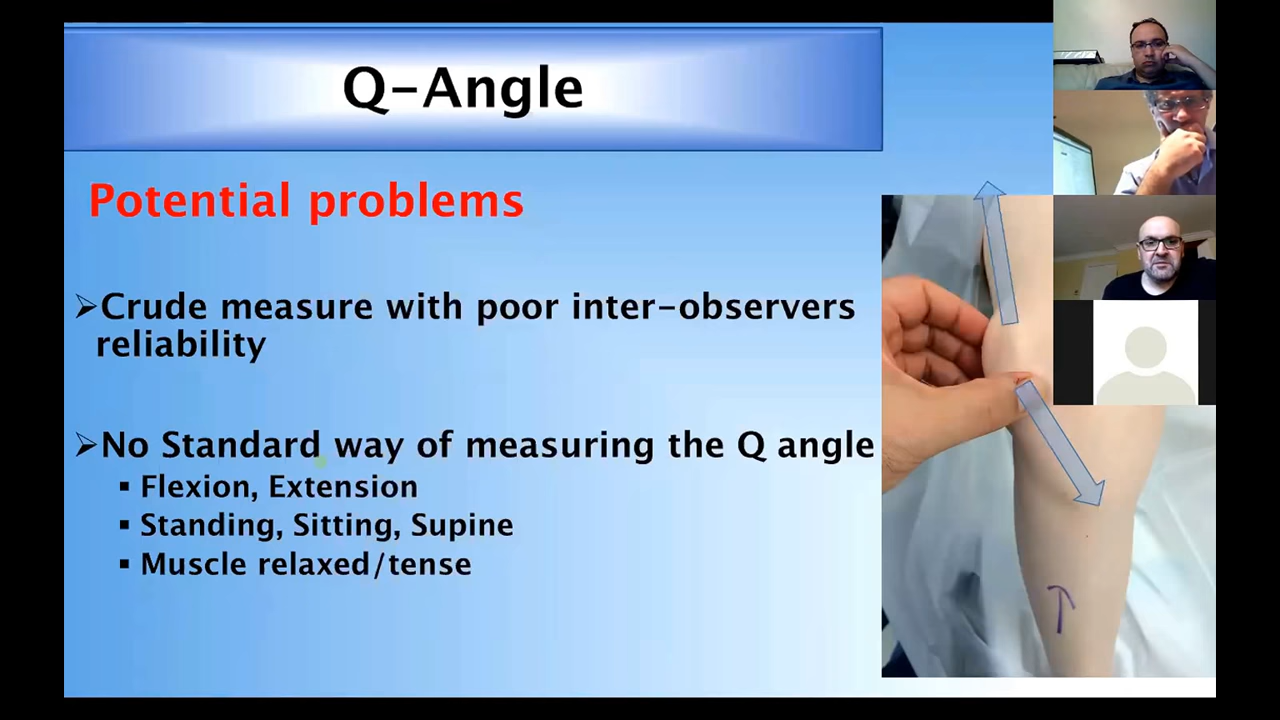 Q-Angle
Potential problems
➢Crude measure with poor inter-observers
reliability
➢No Standard way of measuring the Q angle
▪ Flexion, Extension
▪ Standing, Sitting, Supine
▪ Muscle relaxed/tense